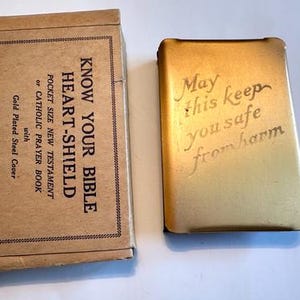 KNOW YOUR BIBLE
HEART-SHIELD
POCKET SIZE NEW TESTAMENT
or CATHOLIC PRAYER BOOK
with
Gold Plated Steel Cover
May
this keep
you safe
from harm